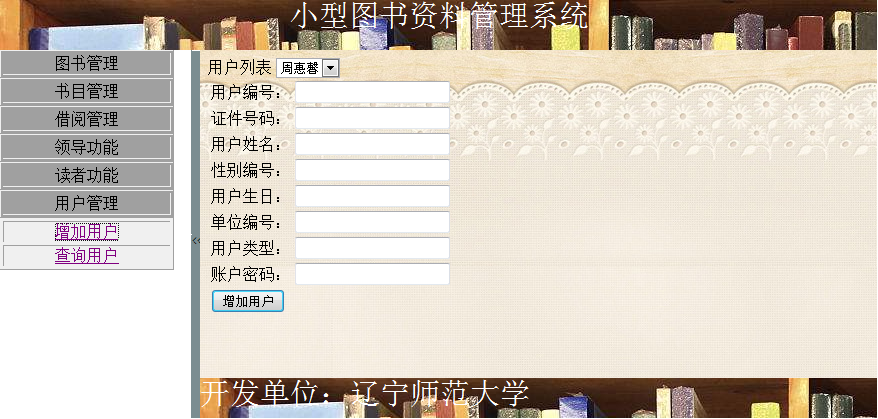 小型图书资料管理系统
图书管理
书目管理
借阅管理
领导功能
读者功能
用户管理
增加用户
查询用户
<<
用户列表 周惠馨
用户编号：
证件号码：
用户姓名：
性别编号：
用户生日：
单位编号：
用户类型：
账户密码：
增加用户
开发单位：辽宁师范大学